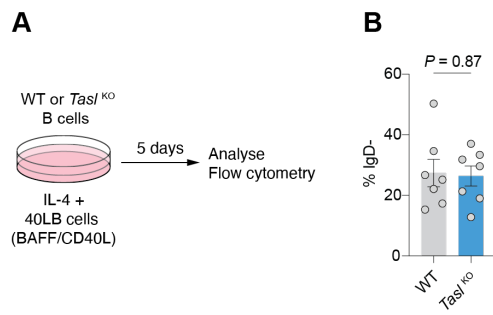 A
WT or Tasl KO
B cells
5 days
Analyse
Flow cytometry
IL-4 +
40LB cells
(BAFF/CD40L)
B
P = 0.87
% IgD-
60
40
20
0
WT
Tasl KO